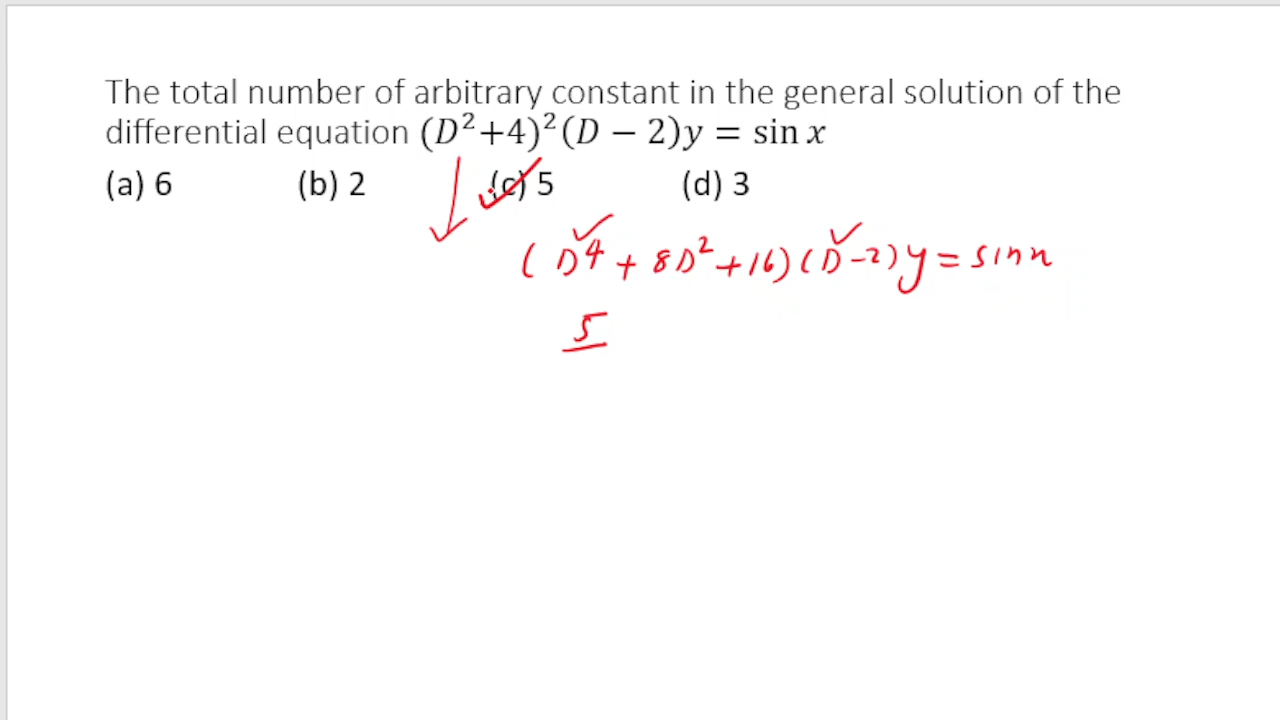 The total number of arbitrary constant in the general solution of the
differential equation (D²+4)²(D − 2)y = sin x
(a) 6 (b) 2 (c) 5 (d) 3
(D⁴ + 8D² + 16)(D − 2)y = sinx
5